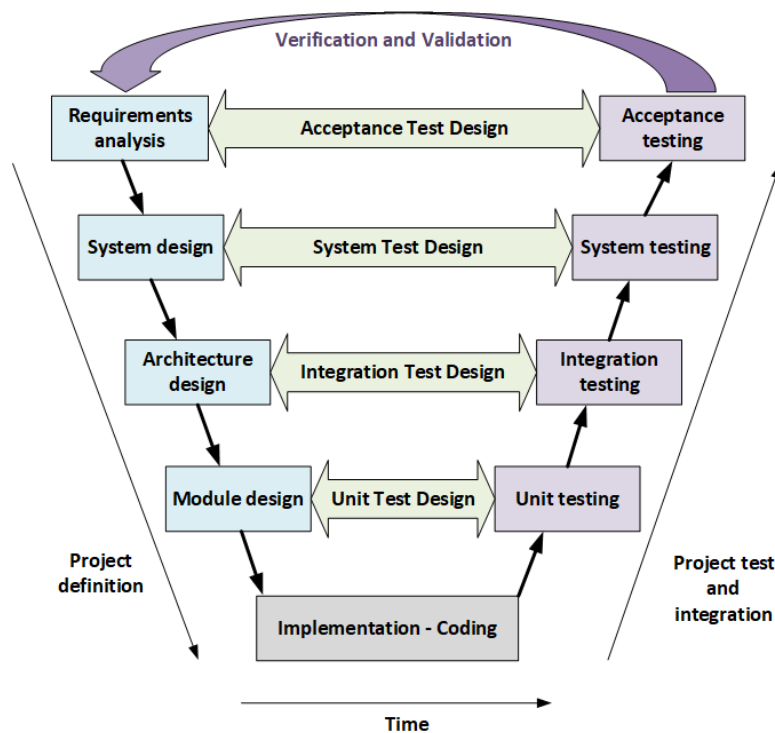 Verification and Validation
Requirements
analysis
Acceptance Test Design
Acceptance
testing
System design
System Test Design
System testing
Architecture
design
Integration Test Design
Integration
testing
Module design
Unit Test Design
Unit testing
Project
definition
Project test
and
integration
Implementation - Coding
Time